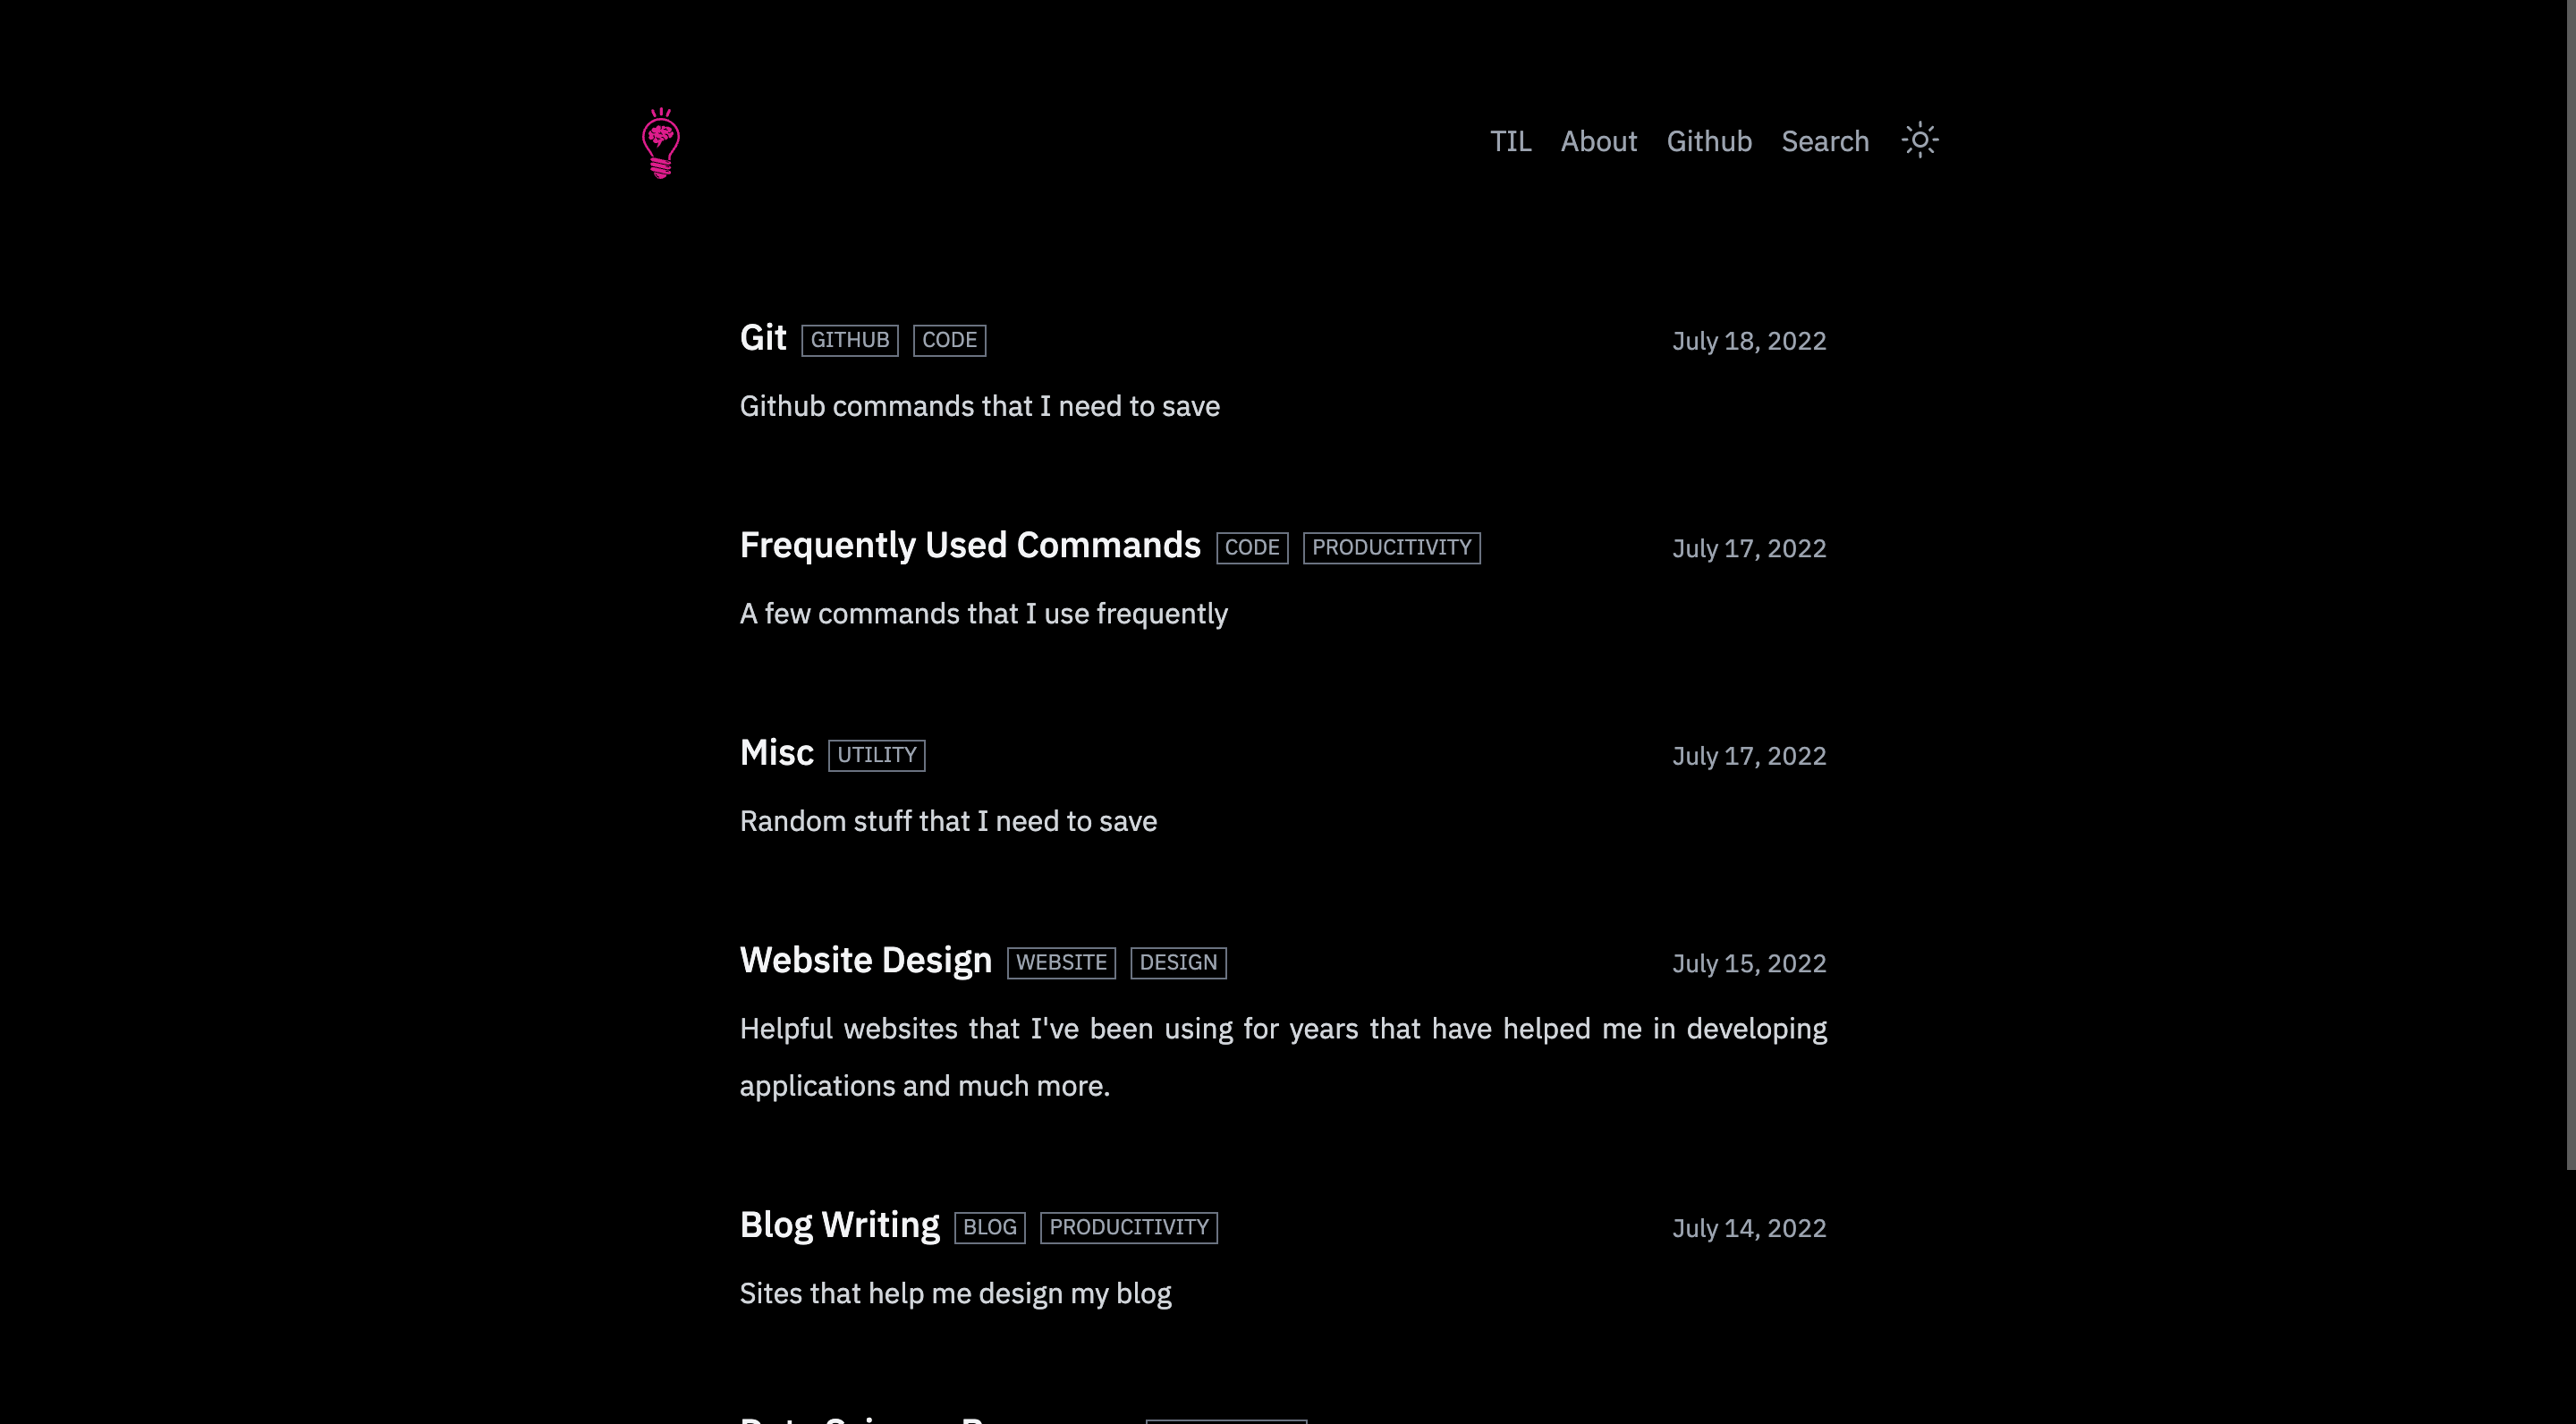 TIL About Github Search
Git GITHUB CODE July 18, 2022
Github commands that I need to save
Frequently Used Commands CODE PRODUCITIVITY July 17, 2022
A few commands that I use frequently
Misc UTILITY July 17, 2022
Random stuff that I need to save
Website Design WEBSITE DESIGN July 15, 2022
Helpful websites that I've been using for years that have helped me in developing
applications and much more.
Blog Writing BLOG PRODUCITIVITY July 14, 2022
Sites that help me design my blog